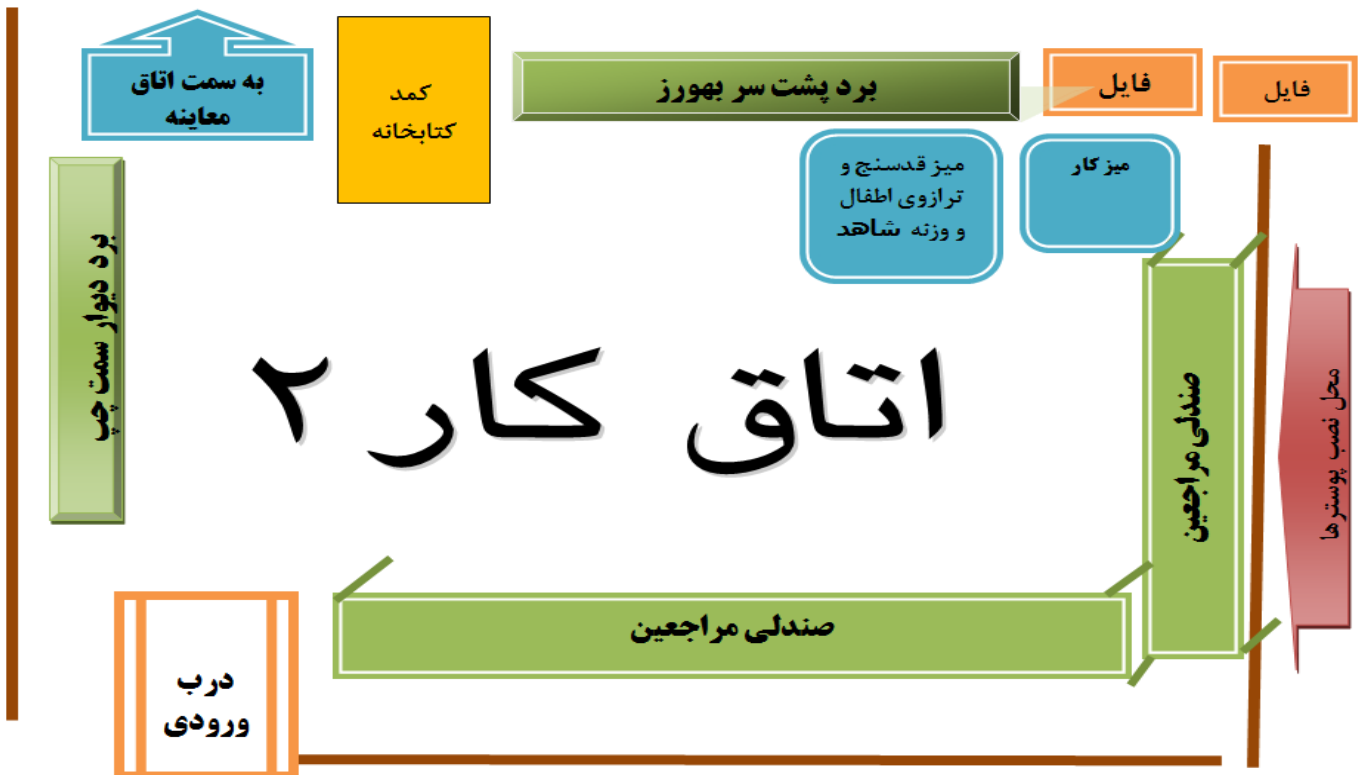 فایل
فایل
برد پشت سر بهورز
کمد
کتابخانه
به سمت اتاق
معاینه
میز کار
میز قدسنج و
ترازوی اطفال
و وزنه شاهد
برد دیوار سمت چپ
اتاق کار ۲
صندلی مراجعین
محل نصب پوسترها
صندلی مراجعین
درب
ورودی